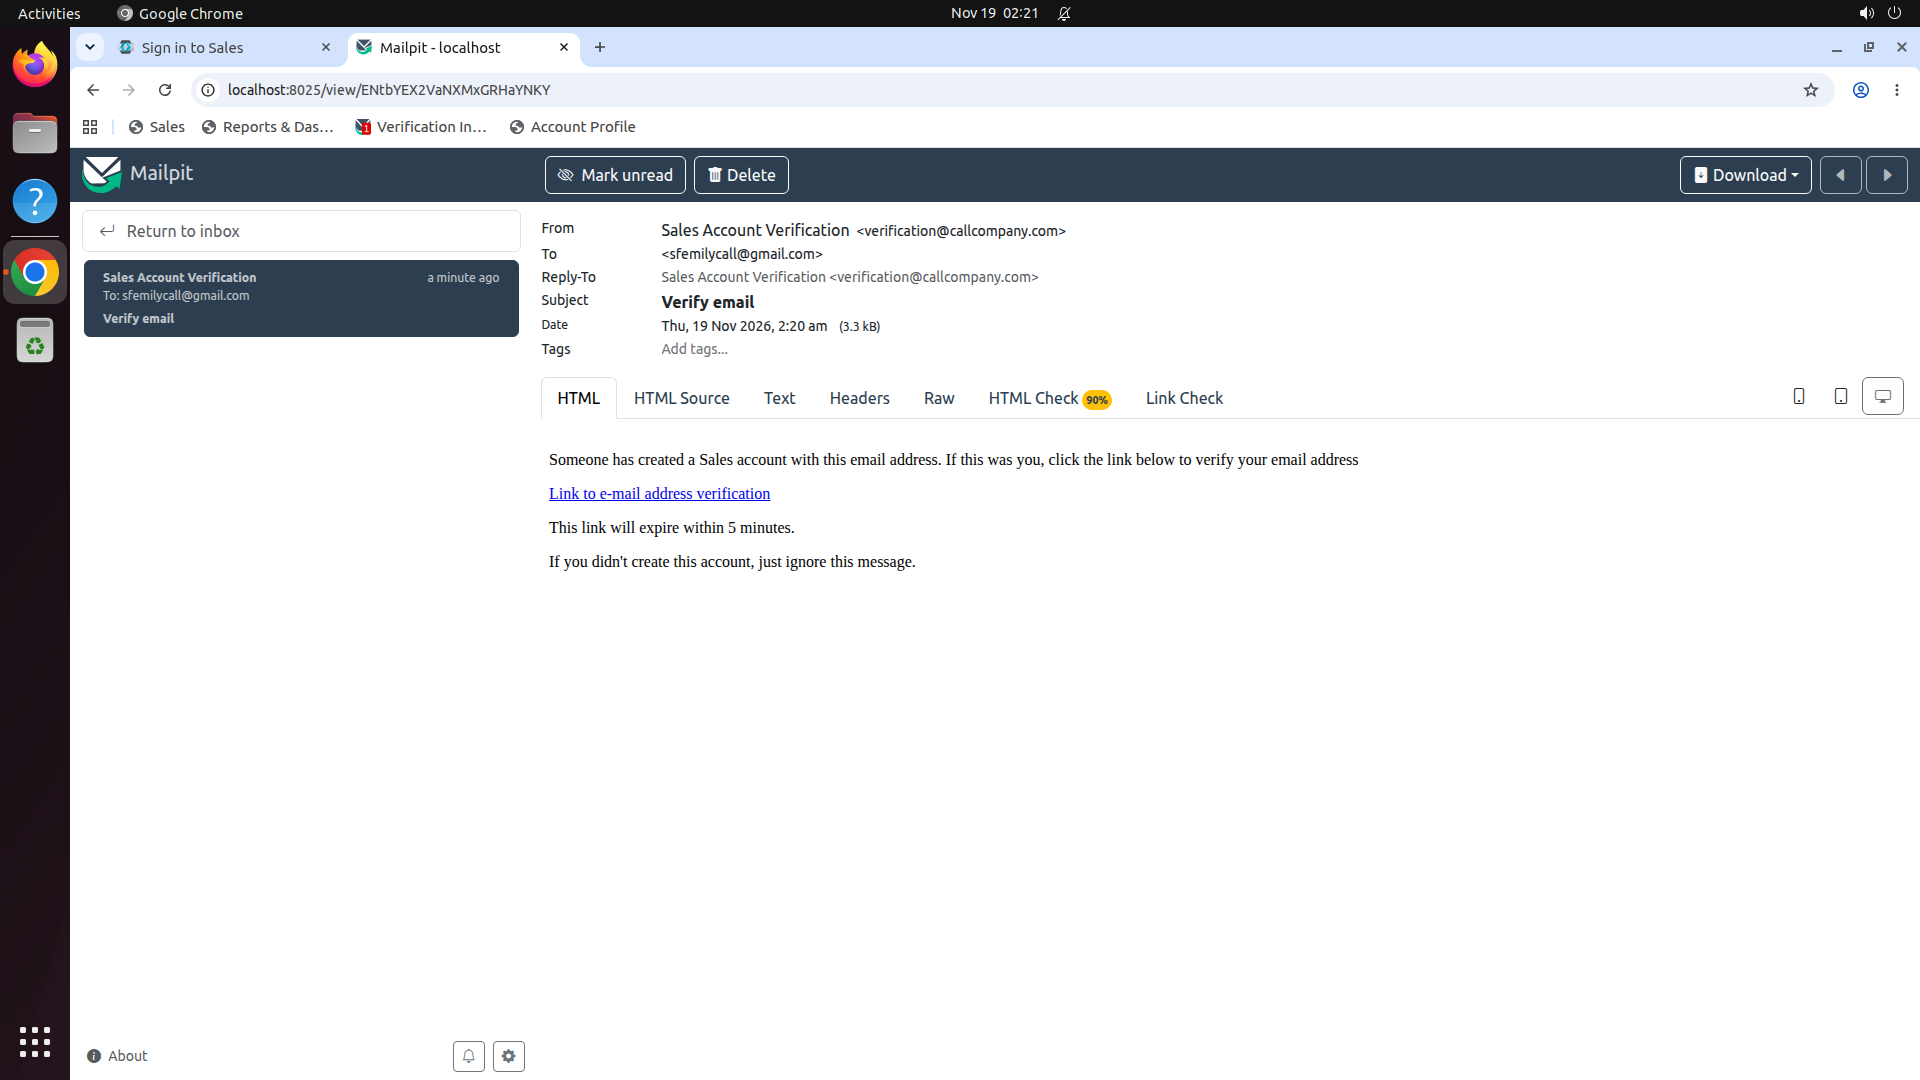 Activities
Google Chrome
Nov 19 02:21
Sign in to Sales
Mailpit - localhost
localhost:8025/view/ENtbYEX2VaNXMxGRHaYNKY
Sales
Reports & Das...
1
Verification In...
Account Profile
Mailpit
Mark unread
Delete
Download
Return to inbox
Sales Account Verification
a minute ago
To: sfemilycall@gmail.com
Verify email
From
Sales Account Verification <verification@callcompany.com>
To
<sfemilycall@gmail.com>
Reply-To
Sales Account Verification <verification@callcompany.com>
Subject
Verify email
Date
Thu, 19 Nov 2026, 2:20 am (3.3 kB)
Tags
Add tags...
HTML
HTML Source
Text
Headers
Raw
HTML Check 90%
Link Check
Someone has created a Sales account with this email address. If this was you, click the link below to verify your email address
Link to e-mail address verification
This link will expire within 5 minutes.
If you didn't create this account, just ignore this message.
About